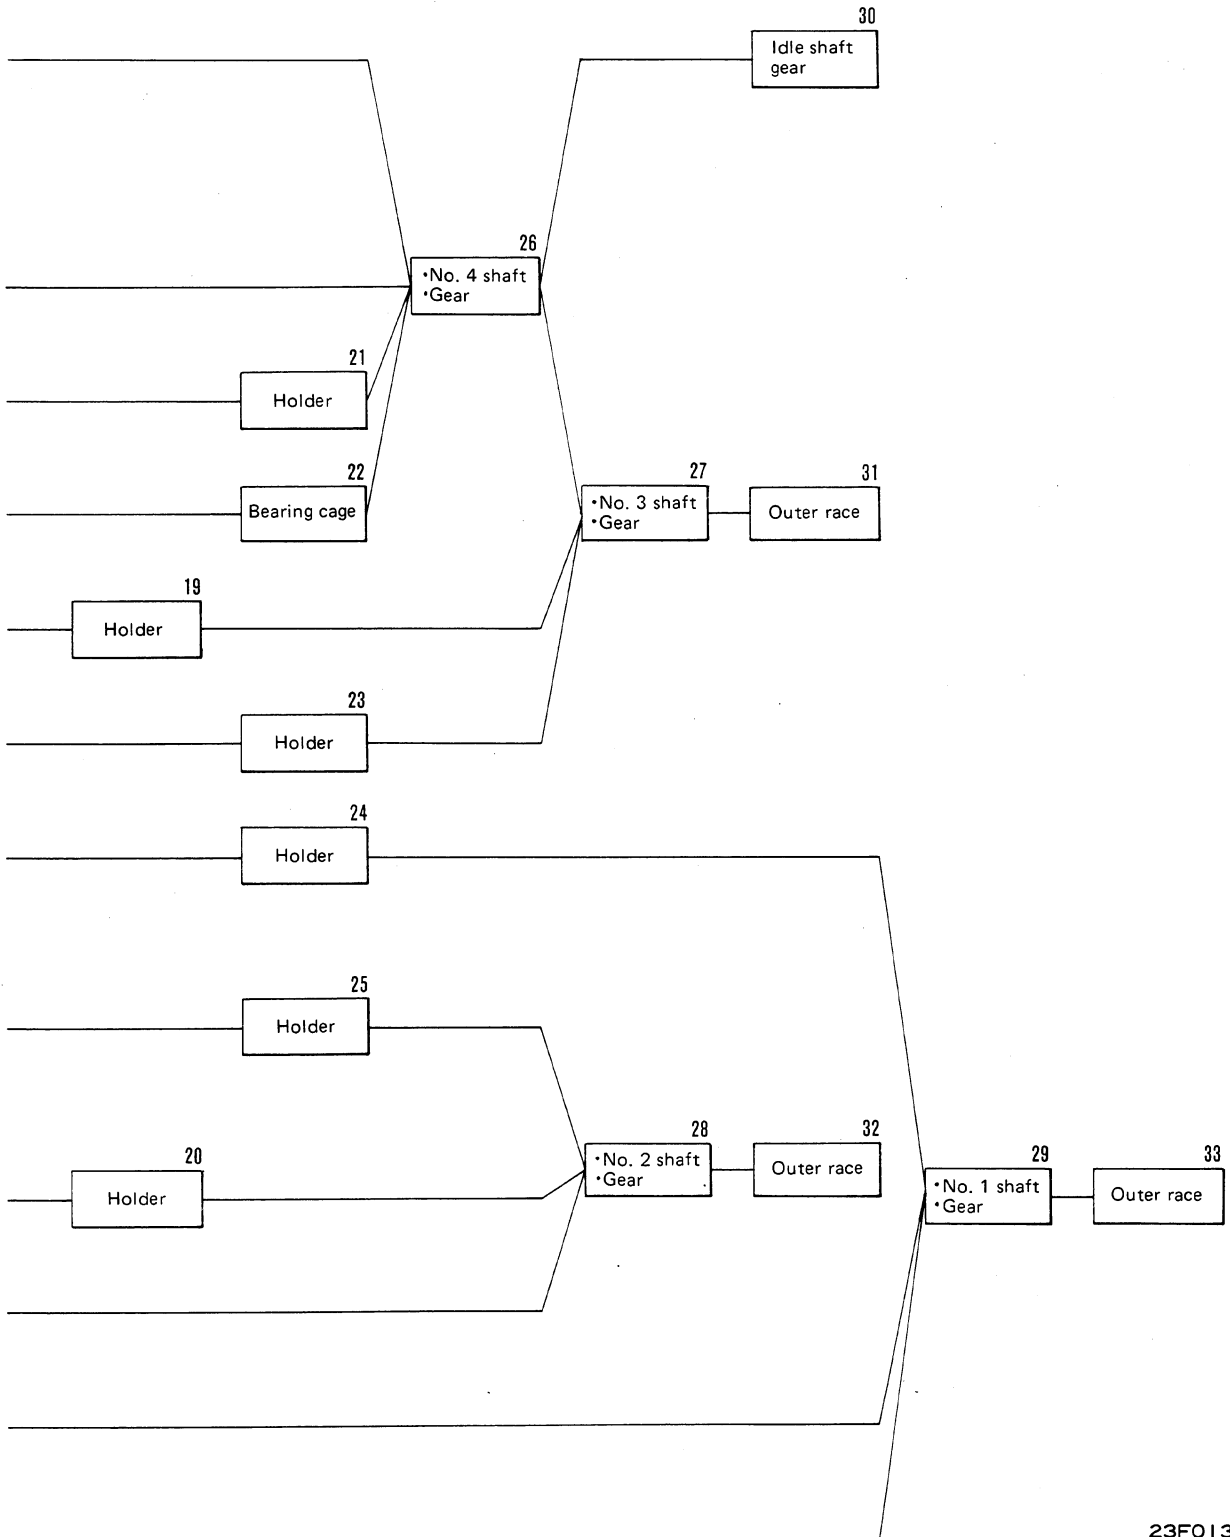 30
Idle shaft
gear
26
•No. 4 shaft
•Gear
21
Holder
22
Bearing cage
27
•No. 3 shaft
•Gear
31
Outer race
19
Holder
23
Holder
24
Holder
25
Holder
28
•No. 2 shaft
•Gear
32
Outer race
20
Holder
29
•No. 1 shaft
•Gear
33
Outer race
23F013